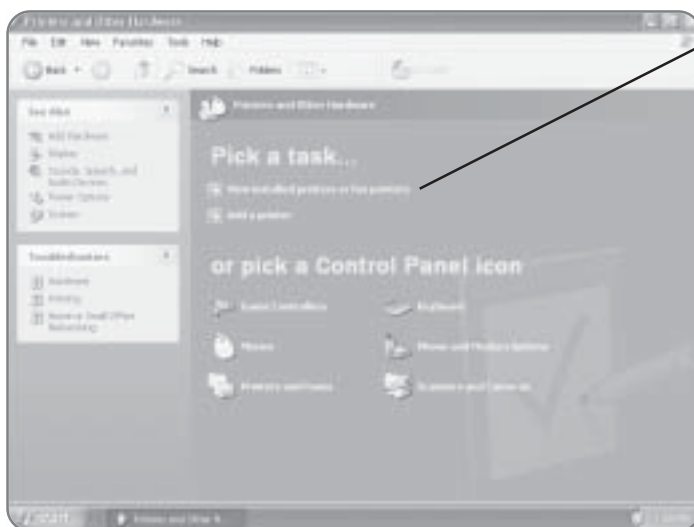 Printers and Other Hardware
File Edit View Favorites Tools Help
Back Search Folders
See Also
Add Hardware
Display
Sounds, Speech, and
Audio Devices
Power Options
System
Troubleshooters
Hardware
Printing
Home or Small Office
Networking
Printers and Other Hardware
Pick a task...
View installed printers or fax printers
Add a printer
or pick a Control Panel icon
Game Controllers
Keyboard
Mouse
Phone and Modem Options
Printers and Faxes
Scanners and Cameras
start
Printers and Other H...